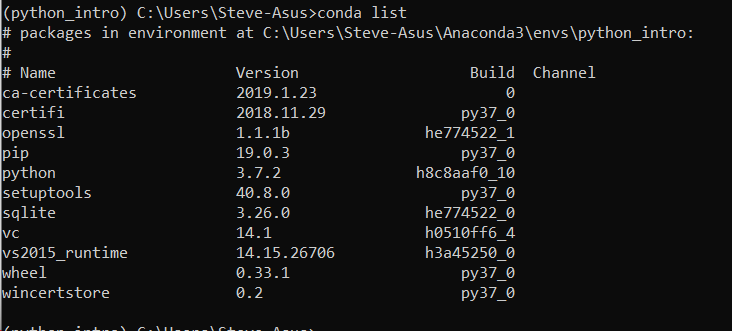 (python_intro) C:\Users\Steve-Asus>conda list
# packages in environment at C:\Users\Steve-Asus\Anaconda3\envs\python_intro:
#
# Name                    Version                   Build  Channel
ca-certificates           2019.1.23                     0
certifi                   2018.11.29               py37_0
openssl                   1.1.1b               he774522_1
pip                       19.0.3                   py37_0
python                    3.7.2               h8c8aaf0_10
setuptools                40.8.0                   py37_0
sqlite                    3.26.0               he774522_0
vc                        14.1                 h0510ff6_4
vs2015_runtime            14.15.26706          h3a45250_0
wheel                     0.33.1                   py37_0
wincertstore              0.2                      py37_0
(python_intro) C:\Users\Steve-Asus>